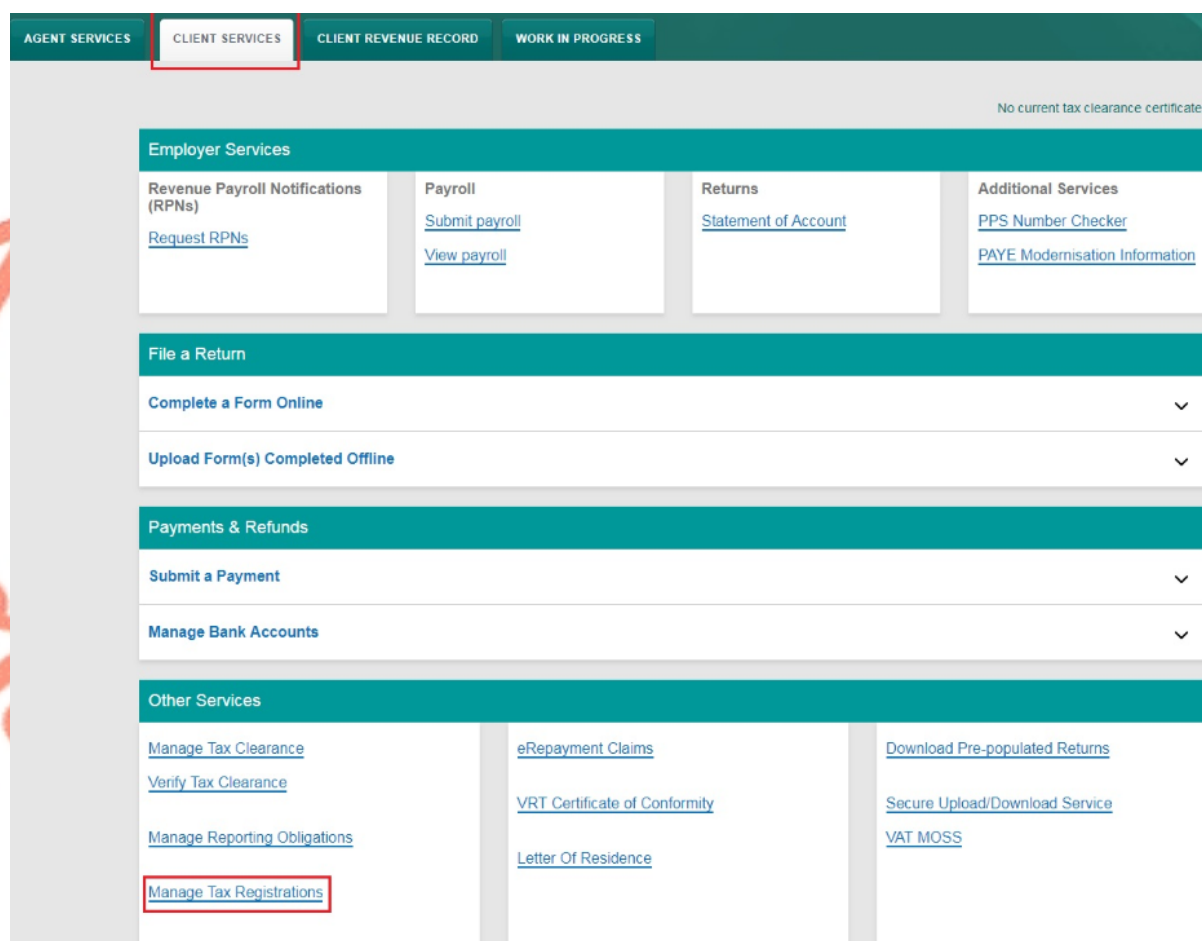 AGENT SERVICES
CLIENT SERVICES
CLIENT REVENUE RECORD
WORK IN PROGRESS
No current tax clearance certificate
Employer Services
Revenue Payroll Notifications
(RPNs)
Request RPNs
Payroll
Submit payroll
View payroll
Returns
Statement of Account
Additional Services
PPS Number Checker
PAYE Modernisation Information
File a Return
Complete a Form Online
Upload Form(s) Completed Offline
Payments & Refunds
Submit a Payment
Manage Bank Accounts
Other Services
Manage Tax Clearance
Verify Tax Clearance
Manage Reporting Obligations
Manage Tax Registrations
eRepayment Claims
VRT Certificate of Conformity
Letter Of Residence
Download Pre-populated Returns
Secure Upload/Download Service
VAT MOSS